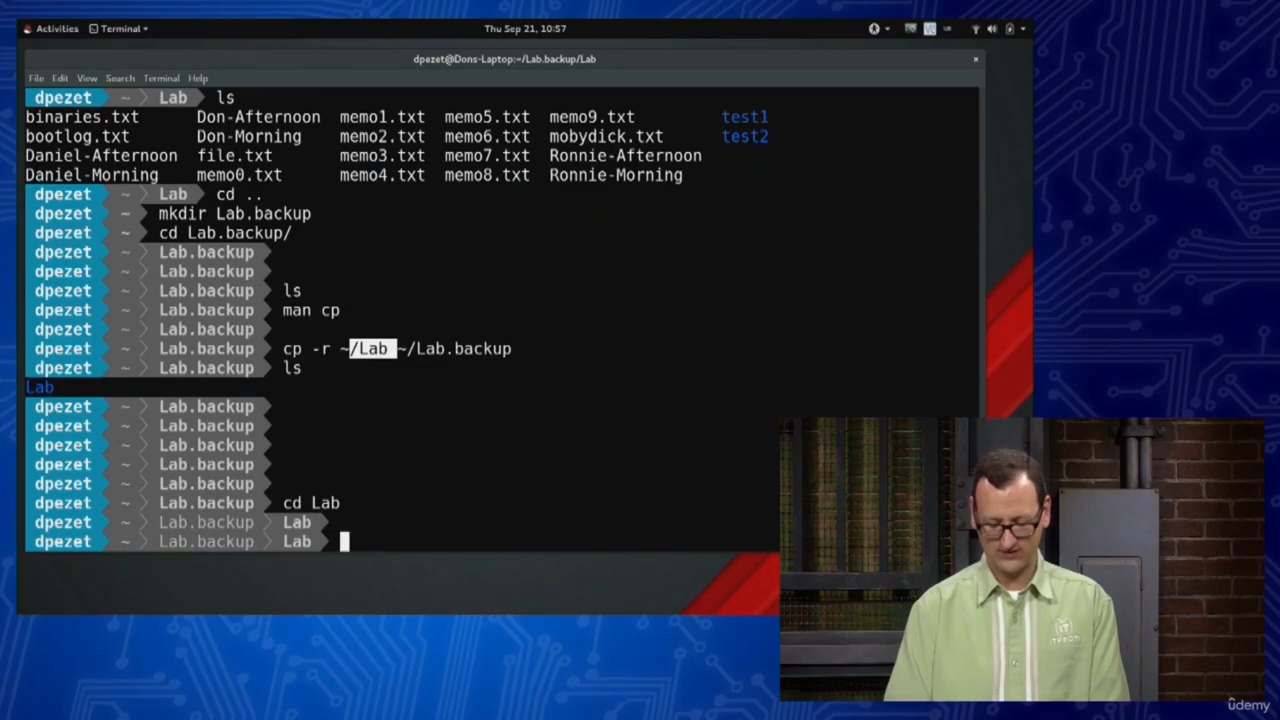 Activities Terminal Thu Sep 21, 10:57
dpezet@Dons-Laptop:~/Lab.backup/Lab ×
File Edit View Search Terminal Help
dpezet ~ Lab ls
binaries.txt Don-Afternoon memo1.txt memo5.txt memo9.txt test1
bootlog.txt Don-Morning memo2.txt memo6.txt mobydick.txt test2
Daniel-Afternoon file.txt memo3.txt memo7.txt Ronnie-Afternoon
Daniel-Morning memo0.txt memo4.txt memo8.txt Ronnie-Morning
dpezet ~ Lab cd ..
dpezet ~ mkdir Lab.backup
dpezet ~ cd Lab.backup/
dpezet ~ Lab.backup
dpezet ~ Lab.backup
dpezet ~ Lab.backup ls
dpezet ~ Lab.backup man cp
dpezet ~ Lab.backup
dpezet ~ Lab.backup cp -r ~/Lab ~/Lab.backup
dpezet ~ Lab.backup ls
Lab
dpezet ~ Lab.backup
dpezet ~ Lab.backup
dpezet ~ Lab.backup
dpezet ~ Lab.backup
dpezet ~ Lab.backup
dpezet ~ Lab.backup cd Lab
dpezet ~ Lab.backup Lab
dpezet ~ Lab.backup Lab
ITPROTV
udemy